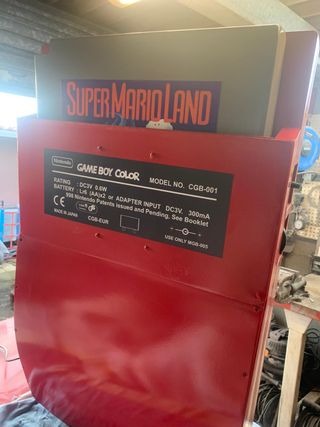 SUPER MARIO LAND
Nintendo
GAME BOY COLOR
MODEL NO. CGB-001
RATING : DC3V 0.6W
BATTERY : Lr6 (AA)x2 or ADAPTER INPUT DC3V. 300mA
998 Nintendo Patents issued and Pending. See Booklet
CE
MADE IN JAPAN
CGB-EUR
USE ONLY MGB-005